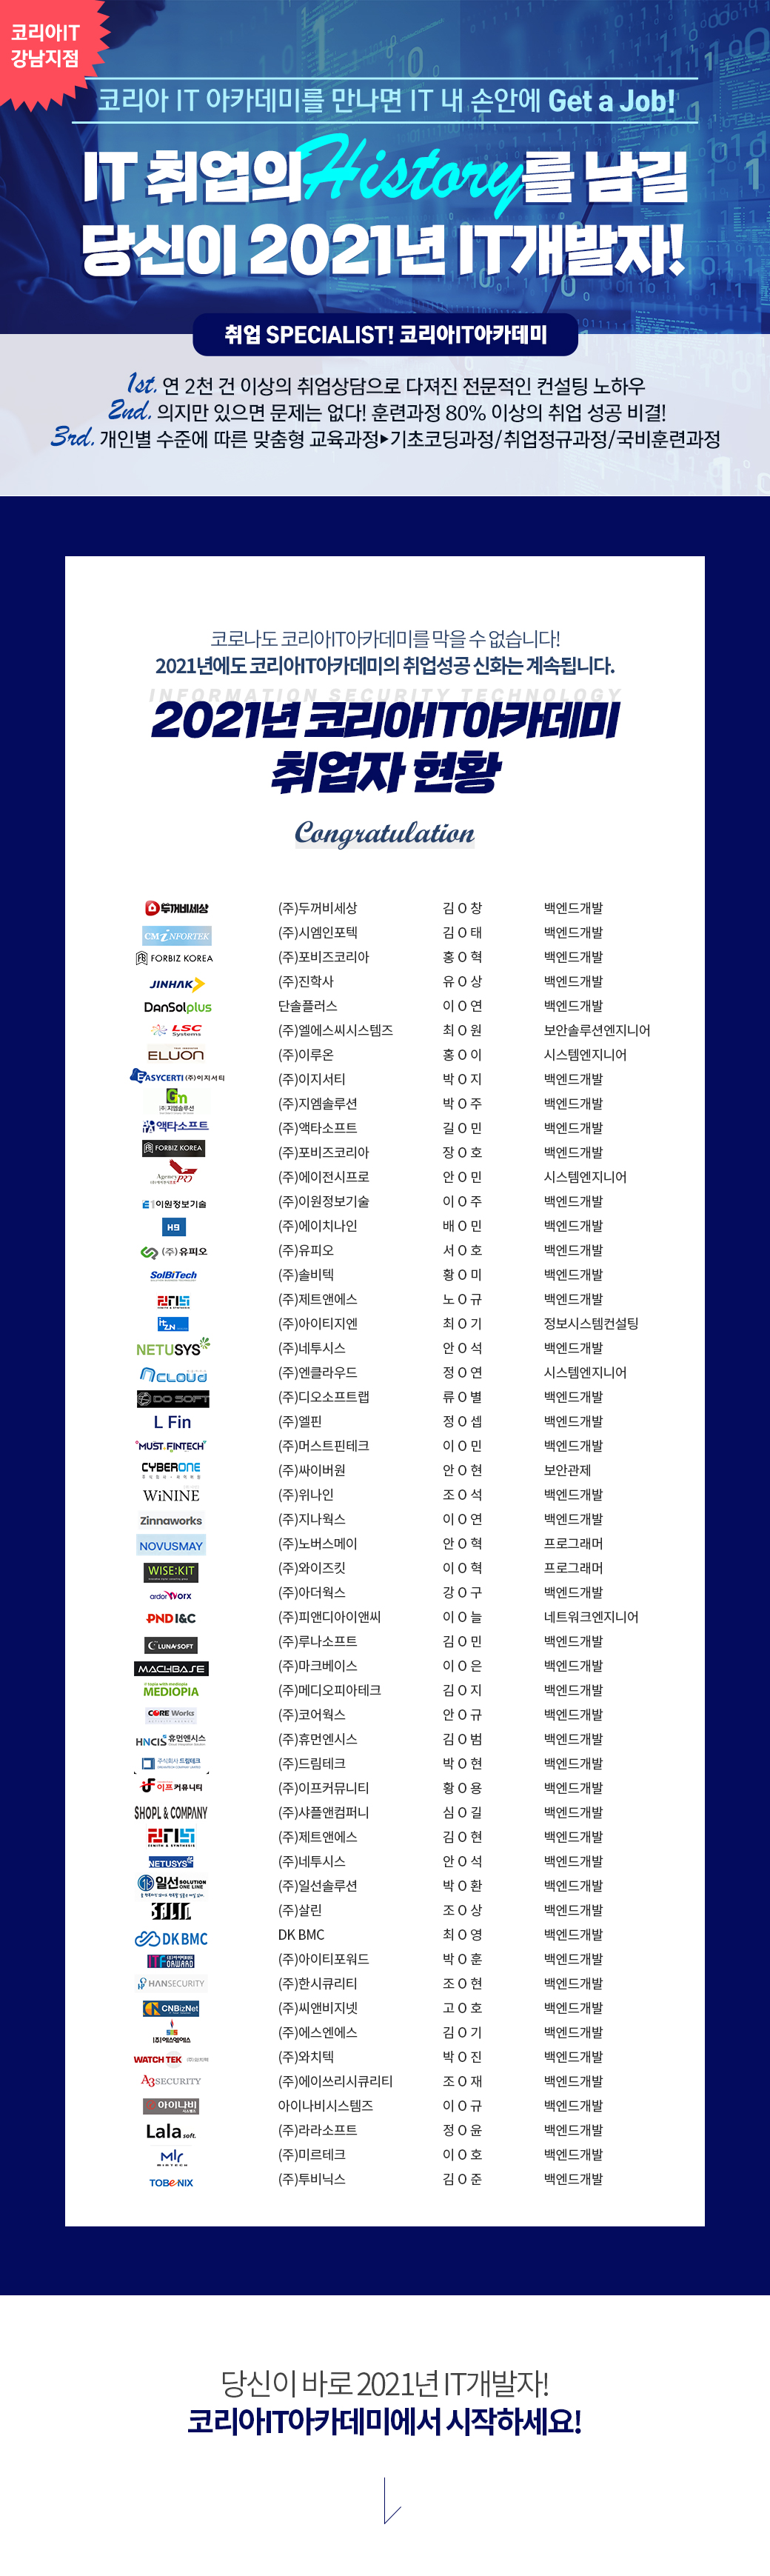 코리아IT
강남지점
코리아 IT 아카데미를 만나면 IT 내 손안에 Get a Job!
IT 취업의 History를 남길
당신이 2021년 IT개발자!
취업 SPECIALIST! 코리아IT아카데미
1st. 연 2천 건 이상의 취업상담으로 다져진 전문적인 컨설팅 노하우
2nd. 의지만 있으면 문제는 없다! 훈련과정 80% 이상의 취업 성공 비결!
3rd. 개인별 수준에 따른 맞춤형 교육과정▶기초코딩과정/취업정규과정/국비훈련과정
코로나도 코리아IT아카데미를 막을 수 없습니다!
2021년에도 코리아IT아카데미의 취업성공 신화는 계속됩니다.
INFORMATION SECURITY TECHNOLOGY
2021년 코리아IT아카데미
취업자 현황
Congratulation
두꺼비세상 (주)두꺼비세상 김 O 창 백엔드개발
CMiNFORTEK (주)시엠인포텍 김 O 태 백엔드개발
FORBIZ KOREA (주)포비즈코리아 홍 O 혁 백엔드개발
JINHAK (주)진학사 유 O 상 백엔드개발
DanSolplus 단솔플러스 이 O 연 백엔드개발
LSC Systems (주)엘에스씨시스템즈 최 O 원 보안솔루션엔지니어
ELUON (주)이루온 홍 O 이 시스템엔지니어
EASYCERTI (주)이지서티 (주)이지서티 박 O 지 백엔드개발
Gm (주)지엠솔루션 (주)지엠솔루션 박 O 주 백엔드개발
액타소프트 (주)액타소프트 길 O 민 백엔드개발
FORBIZ KOREA (주)포비즈코리아 장 O 호 백엔드개발
Agency PRO (주)에이전시프로 안 O 민 시스템엔지니어
이원정보기술 (주)이원정보기술 이 O 주 백엔드개발
H9 (주)에이치나인 배 O 민 백엔드개발
(주)유피오 (주)유피오 서 O 호 백엔드개발
SolBiTech (주)솔비텍 황 O 미 백엔드개발
(주)제트앤에스 노 O 규 백엔드개발
itZN (주)아이티지엔 최 O 기 정보시스템컨설팅
NETUSYS (주)네투시스 안 O 석 백엔드개발
nCLOUD (주)엔클라우드 정 O 연 시스템엔지니어
DO SOFT (주)디오소프트랩 류 O 별 백엔드개발
L Fin (주)엘핀 정 O 섭 백엔드개발
MUST FINTECH (주)머스트핀테크 이 O 민 백엔드개발
CYBERONE (주)싸이버원 안 O 현 보안관제
WiNINE (주)위나인 조 O 석 백엔드개발
Zinnaworks (주)지나웍스 이 O 연 백엔드개발
NOVUSMAY (주)노버스메이 안 O 혁 프로그래머
WISE:KIT (주)와이즈킷 이 O 혁 프로그래머
ardorWorx (주)아더웍스 강 O 구 백엔드개발
PND I&C (주)피앤디아이앤씨 이 O 늘 네트워크엔지니어
LUNASOFT (주)루나소프트 김 O 민 백엔드개발
MACHBASE (주)마크베이스 이 O 은 백엔드개발
MEDIOPIA (주)메디오피아테크 김 O 지 백엔드개발
CORE Works (주)코어웍스 안 O 규 백엔드개발
HNCIS 휴먼엔시스 (주)휴먼엔시스 김 O 범 백엔드개발
주식회사 드림테크 (주)드림테크 박 O 현 백엔드개발
이프커뮤니티 (주)이프커뮤니티 황 O 용 백엔드개발
SHOPL & COMPANY (주)샤플앤컴퍼니 심 O 길 백엔드개발
ZENITH & SYNTHESIS (주)제트앤에스 김 O 현 백엔드개발
NETUSYS (주)네투시스 안 O 석 백엔드개발
일선 SOLUTION ONE LINE (주)일선솔루션 박 O 환 백엔드개발
(주)살린 조 O 상 백엔드개발
DK BMC DK BMC 최 O 영 백엔드개발
ITFORWARD (주)아이티포워드 박 O 훈 백엔드개발
HANSECURITY (주)한시큐리티 조 O 현 백엔드개발
CNBizNet (주)씨앤비지넷 고 O 호 백엔드개발
(주)에스엔에스 (주)에스엔에스 김 O 기 백엔드개발
WATCH TEK (주)와치텍 박 O 진 백엔드개발
A3SECURITY (주)에이쓰리시큐리티 조 O 재 백엔드개발
아이나비 시스템즈 아이나비시스템즈 이 O 규 백엔드개발
Lala soft. (주)라라소프트 정 O 윤 백엔드개발
Mir MIRTECH (주)미르테크 이 O 호 백엔드개발
TOBENIX (주)투비닉스 김 O 준 백엔드개발
당신이 바로 2021년 IT개발자!
코리아IT아카데미에서 시작하세요!